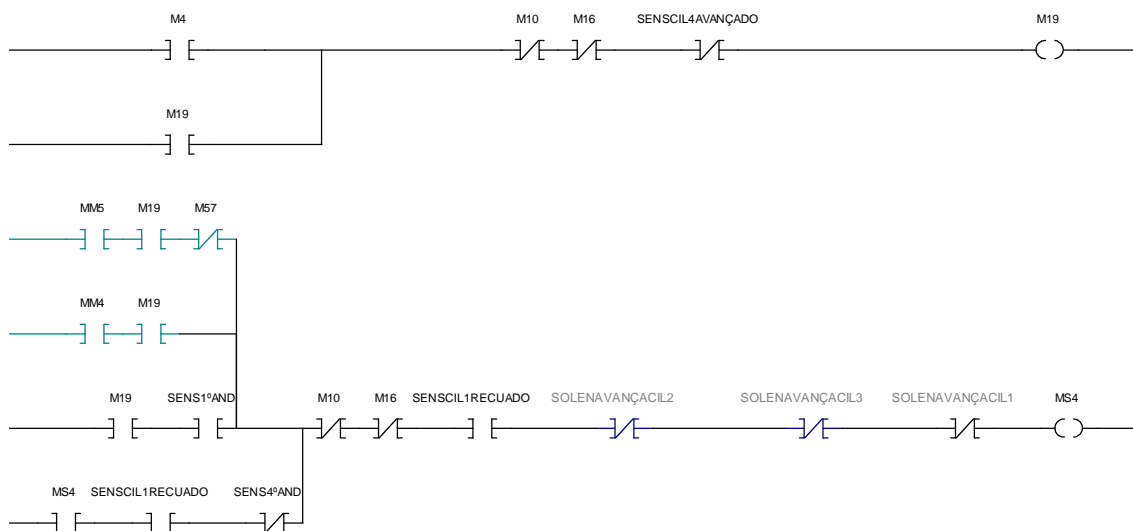 M4 M10 M16 SENSCIL4AVANÇADO M19
M19
MM5 M19 M57
MM4 M19
M19 SENS1ºAND M10 M16 SENSCIL1RECUADO SOLENAVANÇACIL2 SOLENAVANÇACIL3 SOLENAVANÇACIL1 MS4
MS4 SENSCIL1RECUADO SENS4ºAND